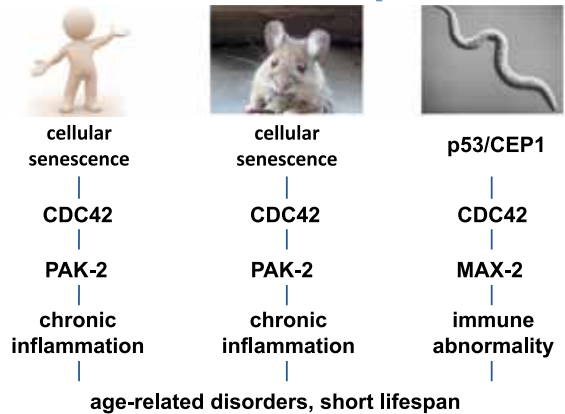 cellular
senescence
CDC42
PAK-2
chronic
inflammation
cellular
senescence
CDC42
PAK-2
chronic
inflammation
p53/CEP1
CDC42
MAX-2
immune
abnormality
age-related disorders, short lifespan